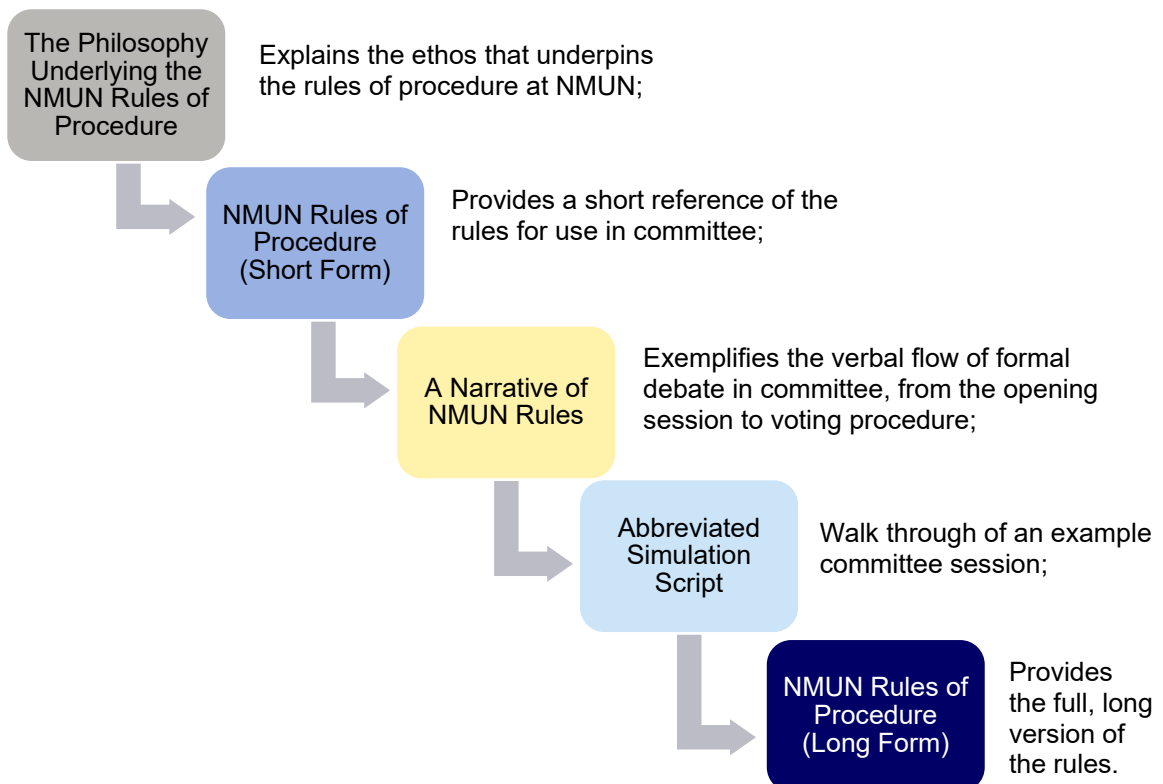 The Philosophy
Underlying the
NMUN Rules of
Procedure
Explains the ethos that underpins
the rules of procedure at NMUN;
NMUN Rules of
Procedure
(Short Form)
Provides a short reference of the
rules for use in committee;
A Narrative of
NMUN Rules
Exemplifies the verbal flow of formal
debate in committee, from the opening
session to voting procedure;
Abbreviated
Simulation
Script
Walk through of an example
committee session;
NMUN Rules of
Procedure
(Long Form)
Provides
the full, long
version of
the rules.